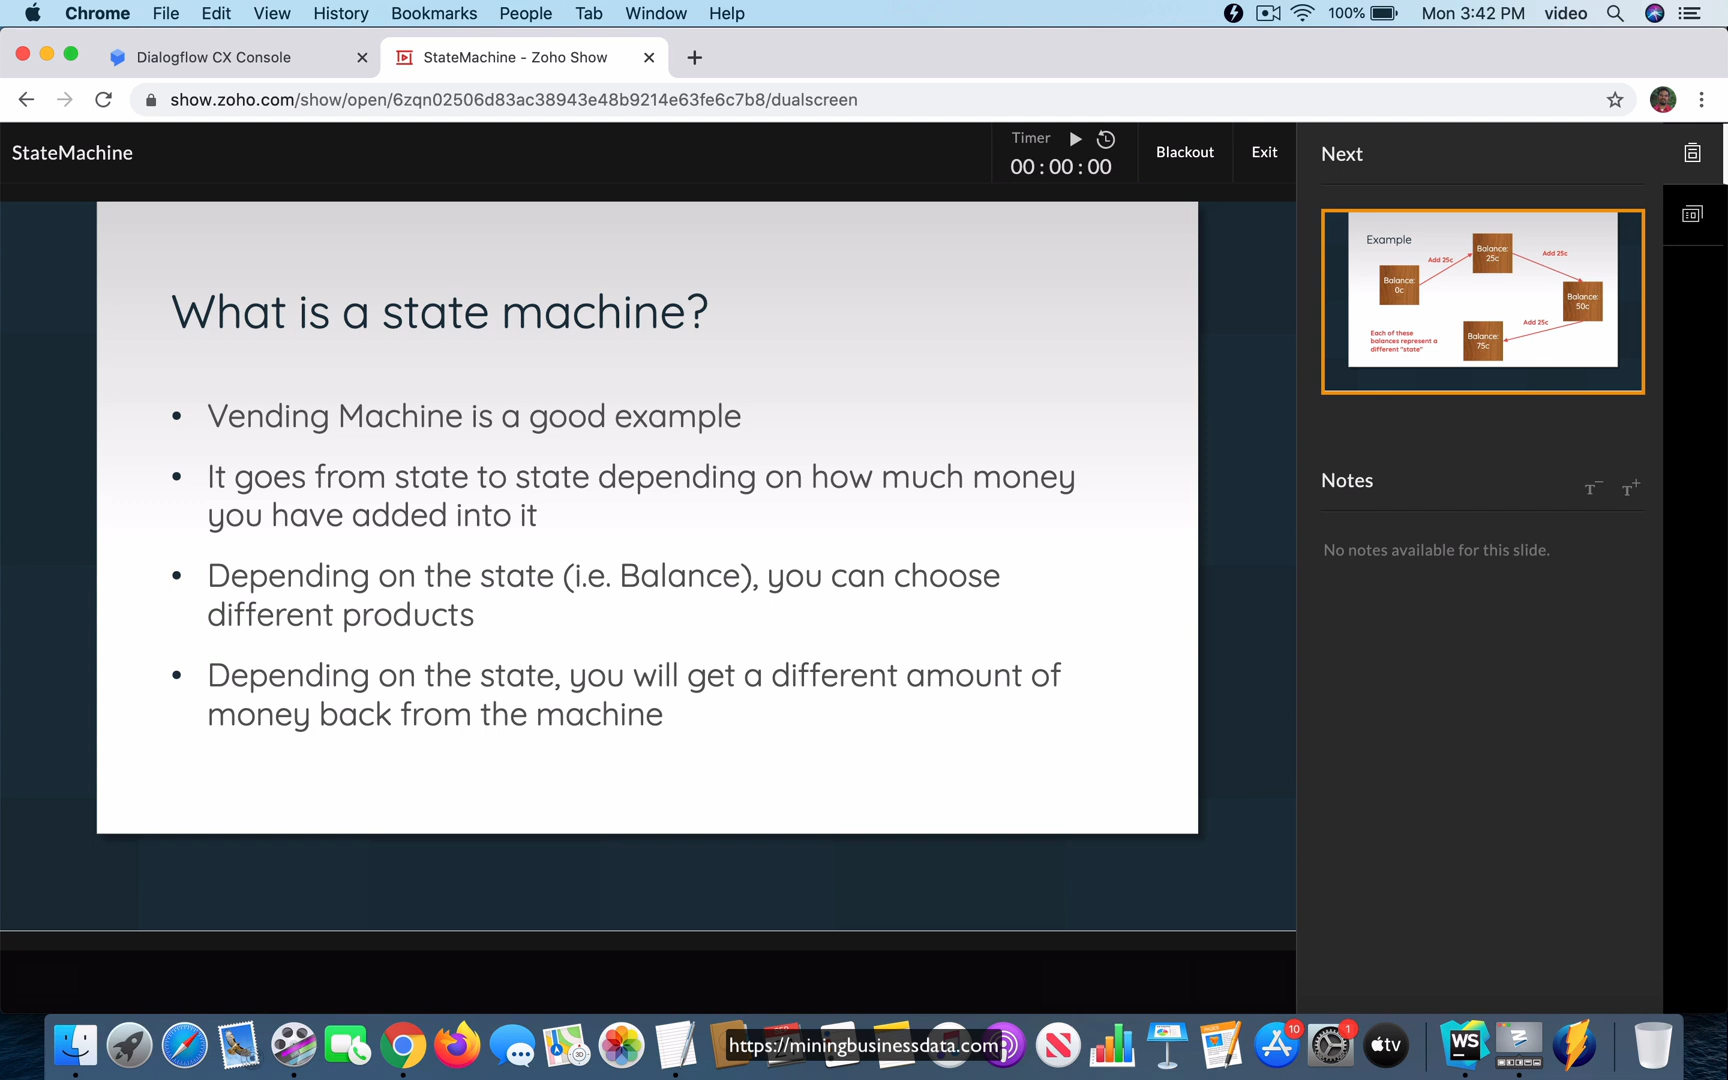 Chrome File Edit View History Bookmarks People Tab Window Help 100% Mon 3:42 PM video
Dialogflow CX Console
StateMachine - Zoho Show
show.zoho.com/show/open/6zqn02506d83ac38943e48b9214e63fe6c7b8/dualscreen
StateMachine
Timer
00 : 00 : 00
Blackout
Exit
Next
What is a state machine?
• Vending Machine is a good example
• It goes from state to state depending on how much money
you have added into it
• Depending on the state (i.e. Balance), you can choose
different products
• Depending on the state, you will get a different amount of
money back from the machine
Example
Balance:
0c
Add 25c
Balance:
25c
Add 25c
Balance:
50c
Add 25c
Balance:
75c
Each of these
balances represent a
different "state"
Notes
T− T+
No notes available for this slide.
https://miningbusinessdata.com
3D
10
1
tv
WS